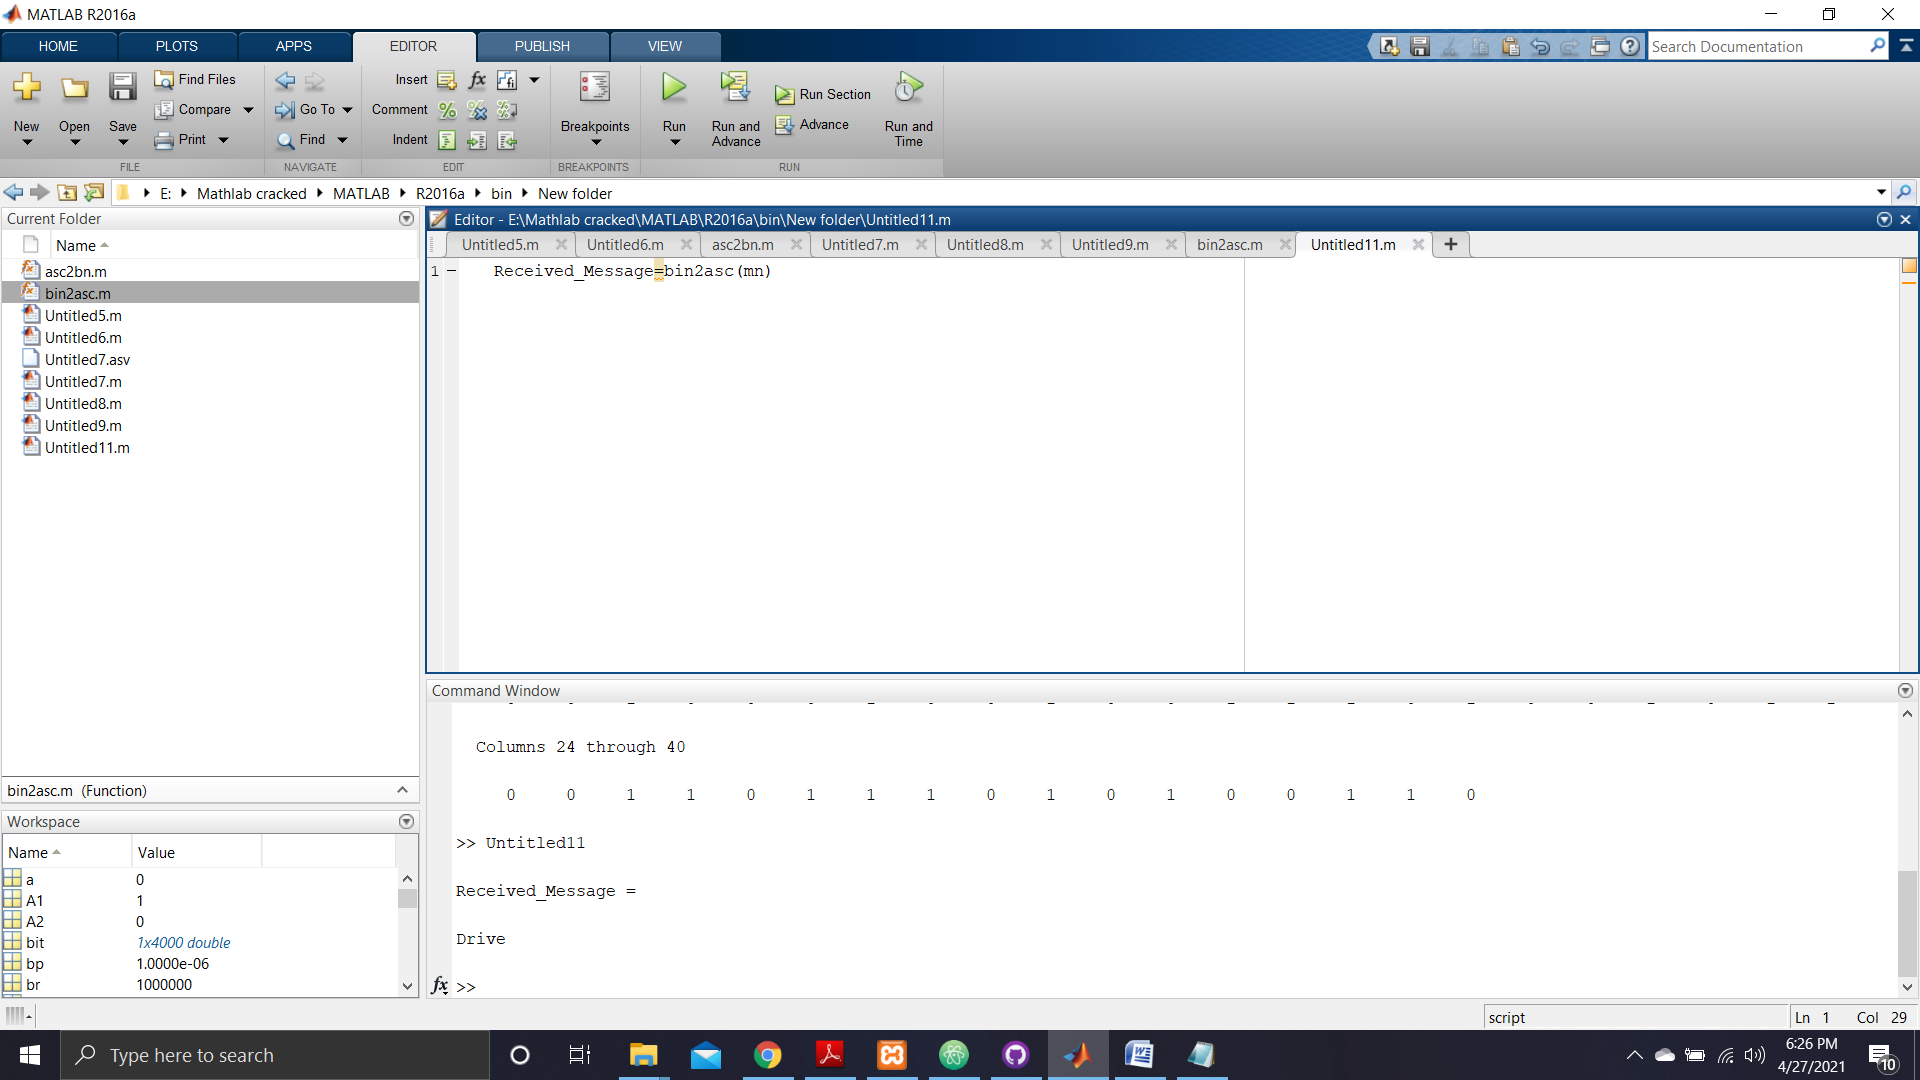 MATLAB R2016a
HOME PLOTS APPS EDITOR PUBLISH VIEW
Search Documentation
New Open Save
Find Files
Compare
Print
FILE
Go To
Find
NAVIGATE
Insert
Comment
Indent
EDIT
Breakpoints
BREAKPOINTS
Run
Run and Advance
Run Section
Advance
Run and Time
RUN
E: Mathlab cracked MATLAB R2016a bin New folder
Current Folder
Name
asc2bn.m
bin2asc.m
Untitled5.m
Untitled6.m
Untitled7.asv
Untitled7.m
Untitled8.m
Untitled9.m
Untitled11.m
bin2asc.m (Function)
Workspace
Name Value
a 0
A1 1
A2 0
bit 1x4000 double
bp 1.0000e-06
br 1000000
Editor - E:\Mathlab cracked\MATLAB\R2016a\bin\New folder\Untitled11.m
Untitled5.m Untitled6.m asc2bn.m Untitled7.m Untitled8.m Untitled9.m bin2asc.m Untitled11.m
1 Received_Message=bin2asc(mn)
Command Window
Columns 24 through 40
0 0 1 1 0 1 1 1 0 1 0 1 0 0 1 1 0
>> Untitled11
Received_Message =
Drive
fx >>
script Ln 1 Col 29
Type here to search
6:26 PM
4/27/2021
10